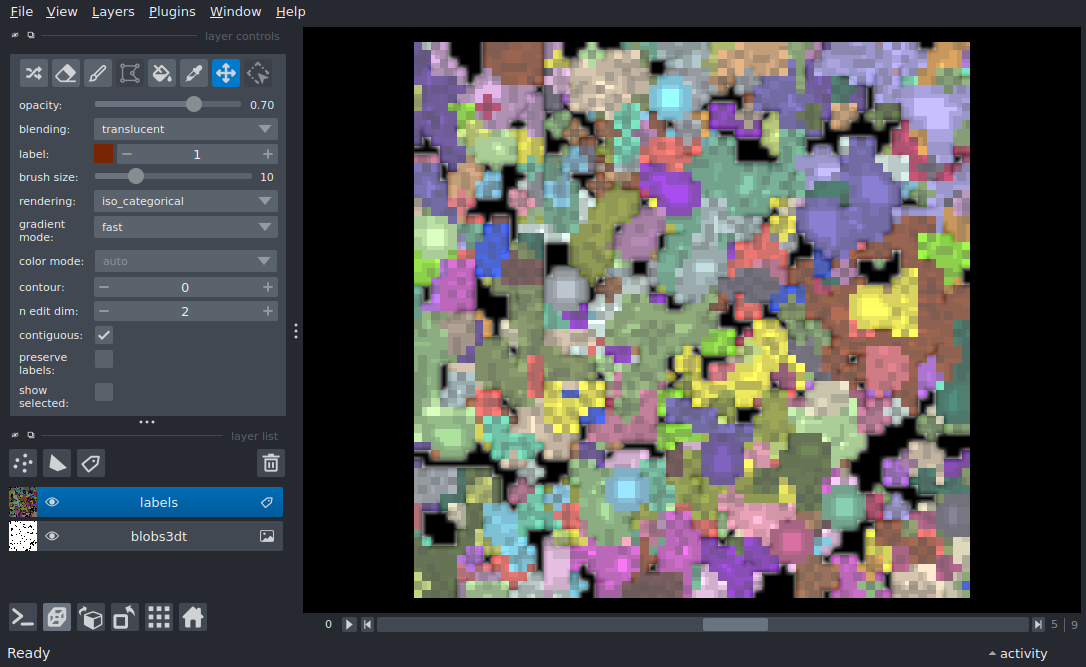 File View Layers Plugins Window Help
layer controls
opacity: 0.70
blending: translucent
label: 1
brush size: 10
rendering: iso_categorical
gradient
mode: fast
color mode: auto
contour: 0
n edit dim: 2
contiguous:
preserve
labels:
show
selected:
layer list
labels
blobs3dt
0 5 | 9
Ready activity